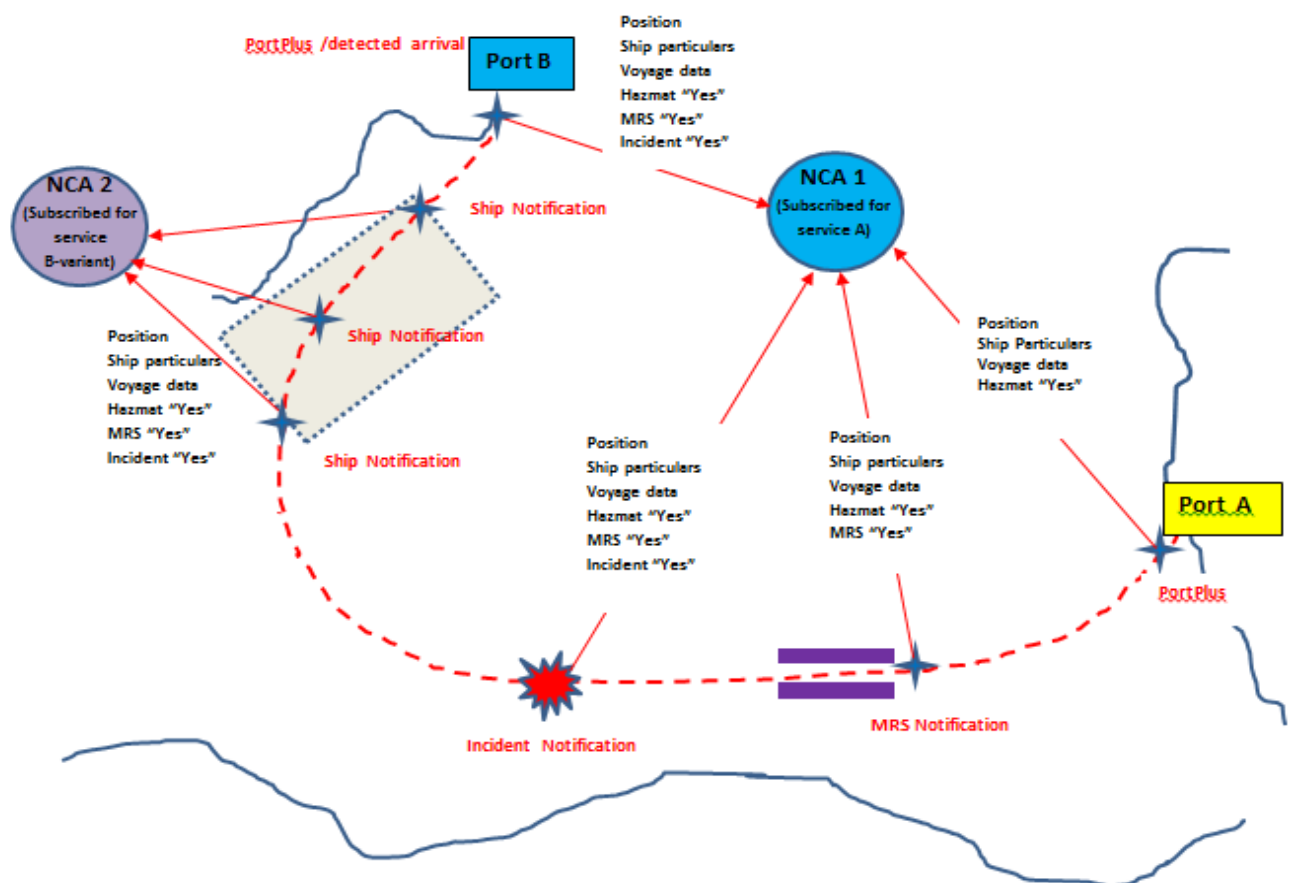 PortPlus /detected arrival
Port B
Position
Ship particulars
Voyage data
Hazmat “Yes”
MRS “Yes”
Incident “Yes”
NCA 2
(Subscribed for
service
B-variant)
NCA 1
(Subscribed for
service A)
Ship Notification
Ship Notification
Position
Ship particulars
Voyage data
Hazmat “Yes”
MRS “Yes”
Incident “Yes”
Ship Notification
Position
Ship Particulars
Voyage data
Hazmat “Yes”
Position
Ship particulars
Voyage data
Hazmat “Yes”
MRS “Yes”
Incident “Yes”
Position
Ship particulars
Voyage data
Hazmat “Yes”
MRS “Yes”
Port A
PortPlus
MRS Notification
Incident Notification